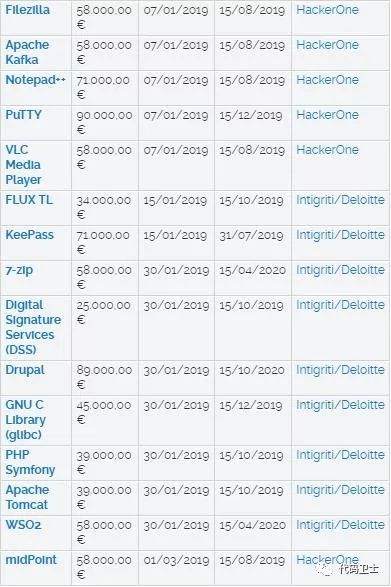 Filezilla 58.000,00 € 07/01/2019 15/08/2019 HackerOne
Apache Kafka 58.000,00 € 07/01/2019 15/08/2019 HackerOne
Notepad++ 71.000,00 € 07/01/2019 15/08/2019 HackerOne
PuTTY 90.000,00 € 07/01/2019 15/12/2019 HackerOne
VLC Media Player 58.000,00 € 07/01/2019 15/08/2019 HackerOne
FLUX TL 34.000,00 € 15/01/2019 15/10/2019 Intigriti/Deloitte
KeePass 71.000,00 € 15/01/2019 31/07/2019 Intigriti/Deloitte
7-zip 58.000,00 € 30/01/2019 15/04/2020 Intigriti/Deloitte
Digital Signature Services (DSS) 25.000,00 € 30/01/2019 15/10/2019 Intigriti/Deloitte
Drupal 89.000,00 € 30/01/2019 15/10/2020 Intigriti/Deloitte
GNU C Library (glibc) 45.000,00 € 30/01/2019 15/12/2019 Intigriti/Deloitte
PHP Symfony 39.000,00 € 30/01/2019 15/10/2019 Intigriti/Deloitte
Apache Tomcat 39.000,00 € 30/01/2019 15/10/2019 Intigriti/Deloitte
WSO2 58.000,00 € 30/01/2019 15/04/2020 Intigriti/Deloitte
midPoint 58.000,00 € 01/03/2019 15/08/2019 HackerOne
代码卫士